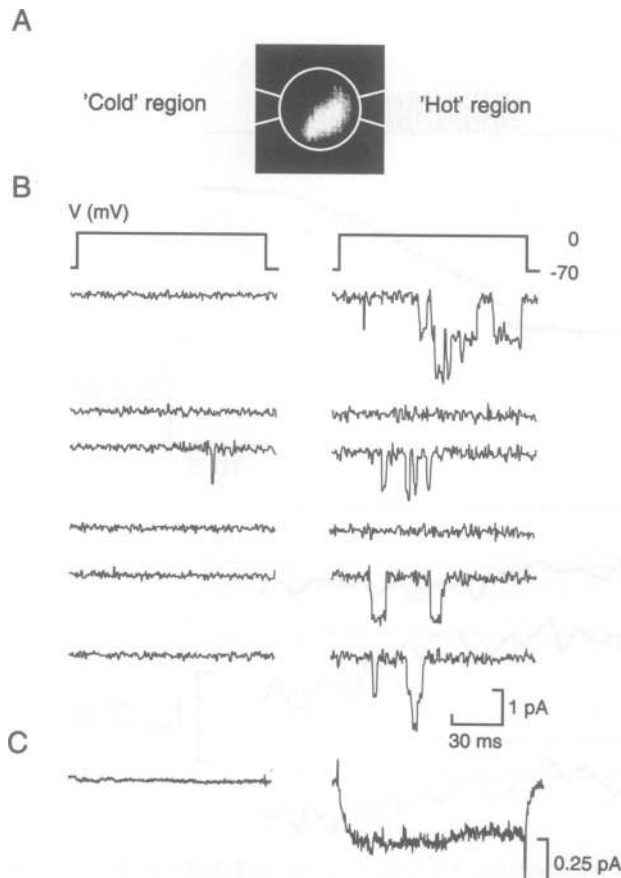 A
'Cold' region
'Hot' region
B
V (mV)
0
-70
1 pA
30 ms
C
0.25 pA